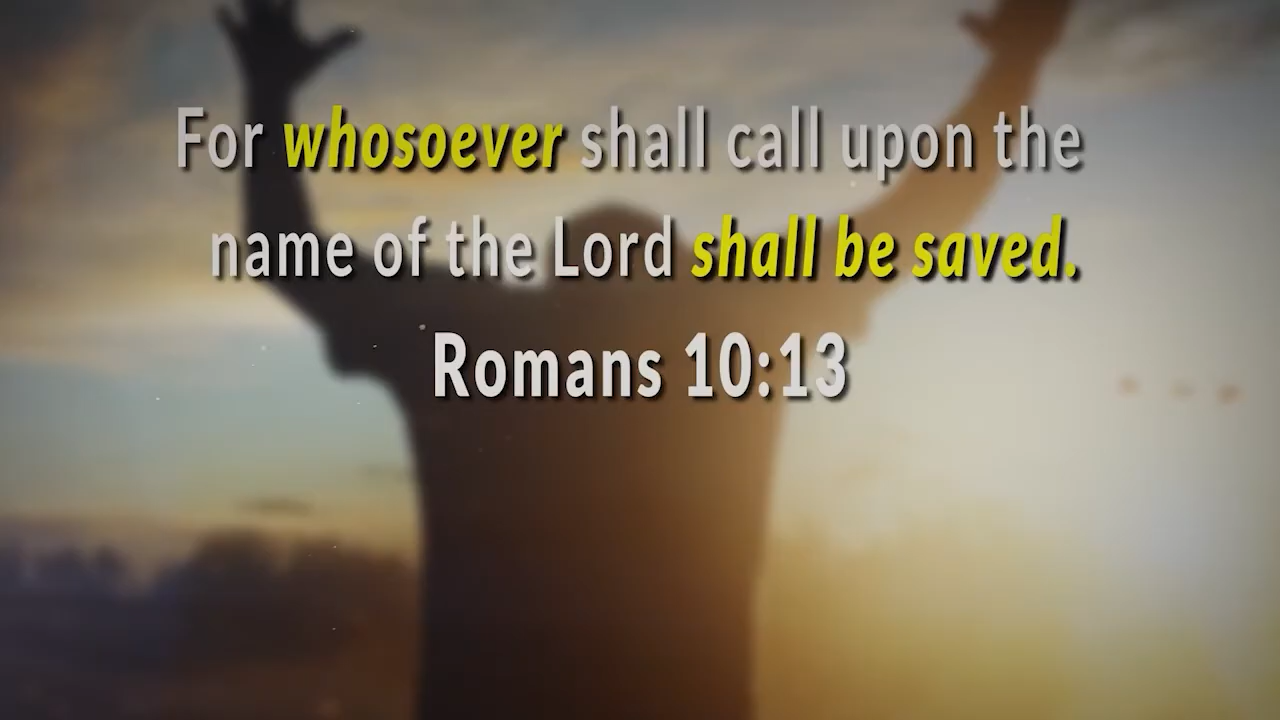 For whosoever shall call upon the
name of the Lord shall be saved.
Romans 10:13